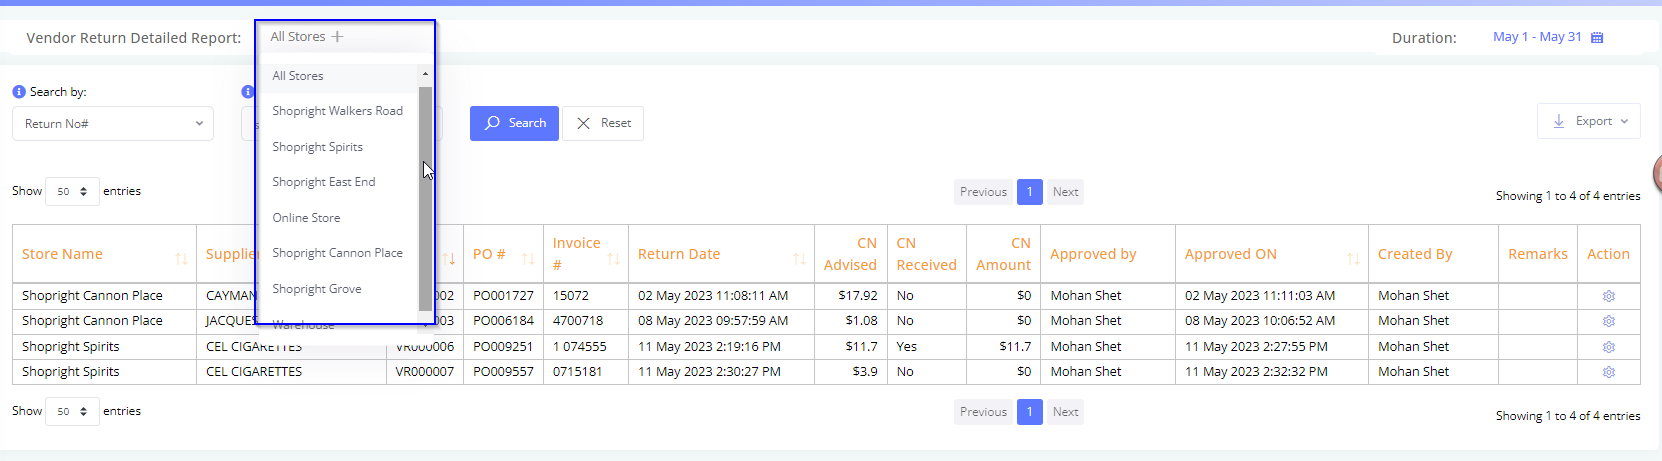 Vendor Return Detailed Report: All Stores Duration: May 1 - May 31
All Stores
Shopright Walkers Road
Shopright Spirits
Shopright East End
Online Store
Shopright Cannon Place
Shopright Grove
Warehouse
Search by:
Return No# Search Reset Export
Show 50 entries Previous 1 Next Showing 1 to 4 of 4 entries
Store Name PO # Invoice # Return Date CN Advised CN Received CN Amount Approved by Approved ON Created By Remarks Action
Shopright Cannon Place CAYMAN 002 PO001727 15072 02 May 2023 11:08:11 AM $17.92 No $0 Mohan Shet 02 May 2023 11:11:03 AM Mohan Shet
Shopright Cannon Place JACQUES 003 PO006184 4700718 08 May 2023 09:57:59 AM $1.08 No $0 Mohan Shet 08 May 2023 10:06:52 AM Mohan Shet
Shopright Spirits CEL CIGARETTES VR000006 PO009251 1 074555 11 May 2023 2:19:16 PM $11.7 Yes $11.7 Mohan Shet 11 May 2023 2:27:55 PM Mohan Shet
Shopright Spirits CEL CIGARETTES VR000007 PO009557 0715181 11 May 2023 2:30:27 PM $3.9 No $0 Mohan Shet 11 May 2023 2:32:32 PM Mohan Shet
Show 50 entries Previous 1 Next Showing 1 to 4 of 4 entries